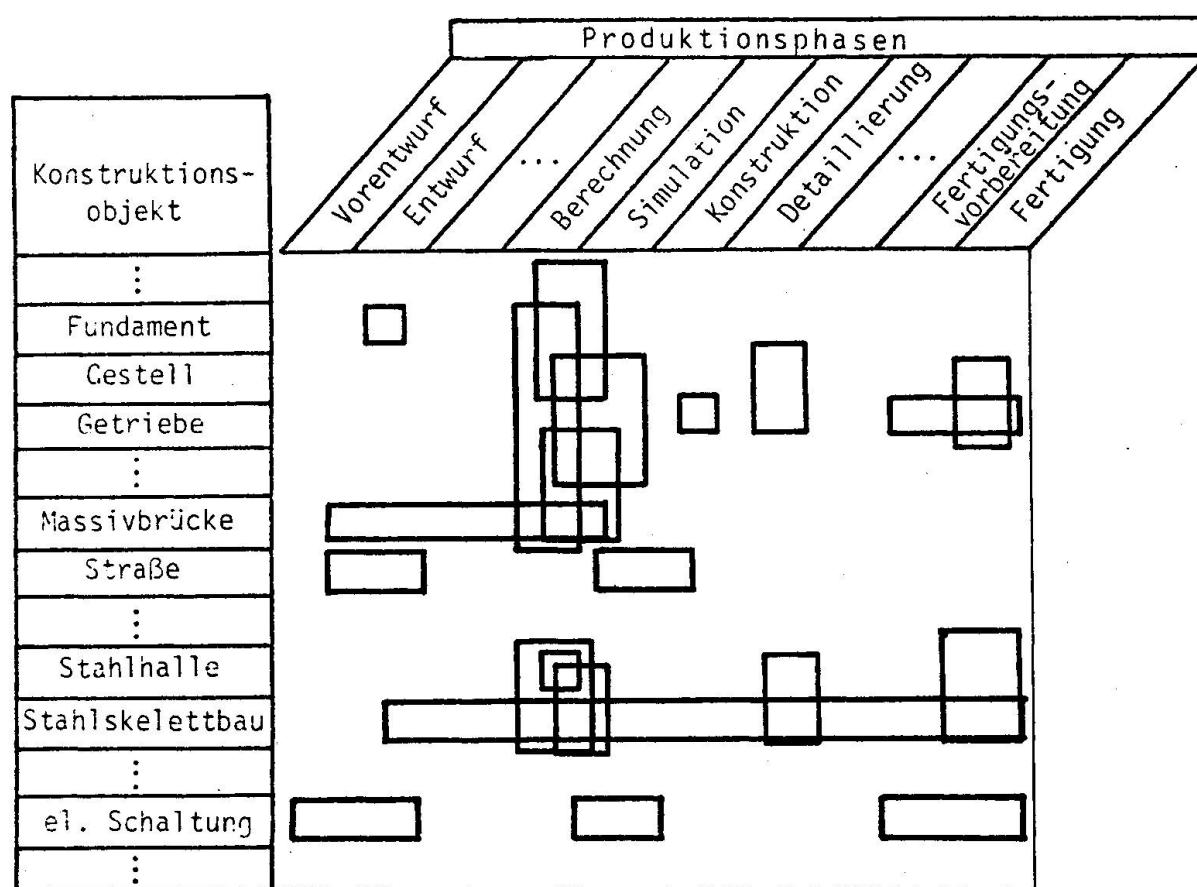 Produktionsphasen
Konstruktions-
objekt
Vorentwurf
Entwurf
...
Berechnung
Simulation
Konstruktion
Detaillierung
...
Fertigungs-
vorbereitung
Fertigung
⋮
Fundament
Gestell
Getriebe
⋮
Massivbrücke
Straße
⋮
Stahlhalle
Stahlskelettbau
⋮
el. Schaltung
⋮